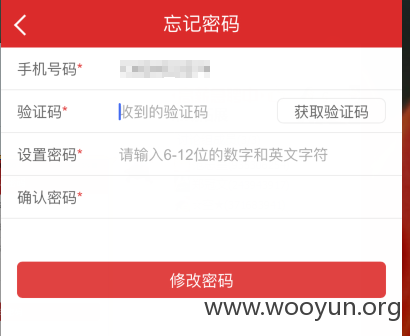 忘记密码
手机号码*
验证码* 收到的验证码 获取验证码
设置密码* 请输入6-12位的数字和英文字符
确认密码*
修改密码
www.wooyun.org